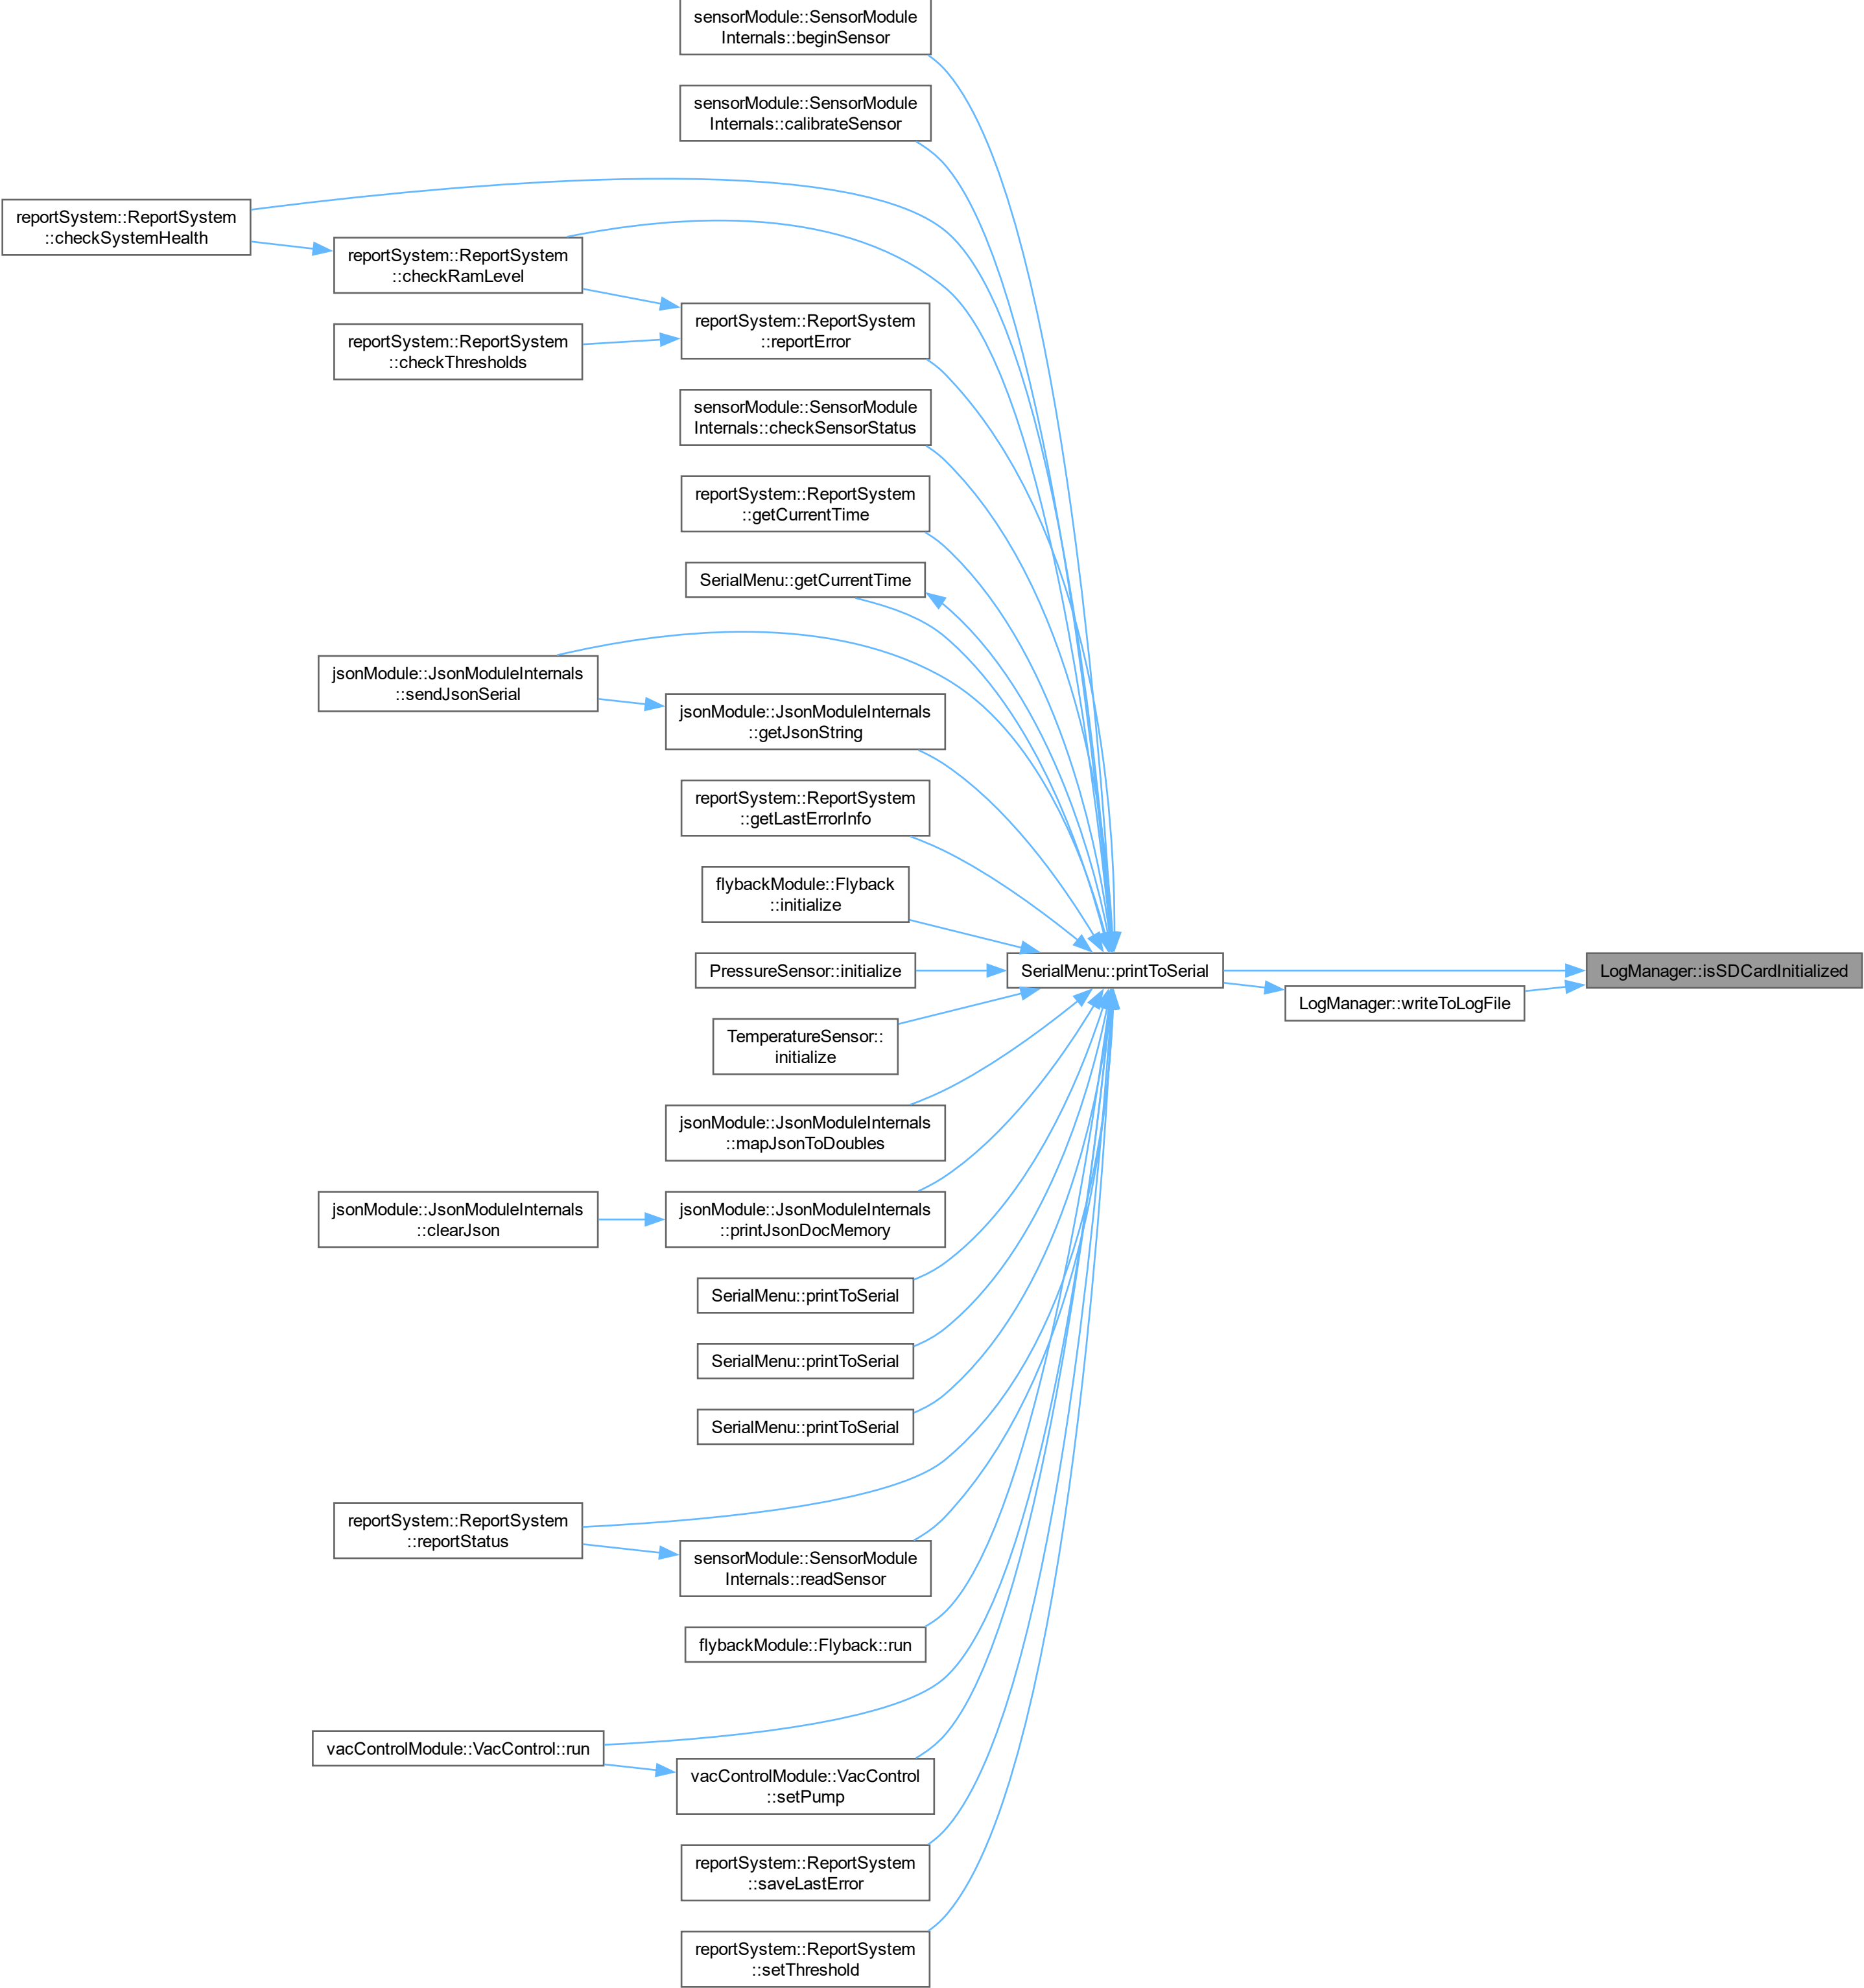 sensorModule::SensorModule
Internals::beginSensor
sensorModule::SensorModule
Internals::calibrateSensor
reportSystem::ReportSystem
::checkSystemHealth
reportSystem::ReportSystem
::checkRamLevel
reportSystem::ReportSystem
::reportError
reportSystem::ReportSystem
::checkThresholds
sensorModule::SensorModule
Internals::checkSensorStatus
reportSystem::ReportSystem
::getCurrentTime
SerialMenu::getCurrentTime
jsonModule::JsonModuleInternals
::sendJsonSerial
jsonModule::JsonModuleInternals
::getJsonString
reportSystem::ReportSystem
::getLastErrorInfo
flybackModule::Flyback
::initialize
PressureSensor::initialize
SerialMenu::printToSerial
LogManager::isSDCardInitialized
LogManager::writeToLogFile
TemperatureSensor::
initialize
jsonModule::JsonModuleInternals
::mapJsonToDoubles
jsonModule::JsonModuleInternals
::clearJson
jsonModule::JsonModuleInternals
::printJsonDocMemory
SerialMenu::printToSerial
SerialMenu::printToSerial
SerialMenu::printToSerial
reportSystem::ReportSystem
::reportStatus
sensorModule::SensorModule
Internals::readSensor
flybackModule::Flyback::run
vacControlModule::VacControl::run
vacControlModule::VacControl
::setPump
reportSystem::ReportSystem
::saveLastError
reportSystem::ReportSystem
::setThreshold